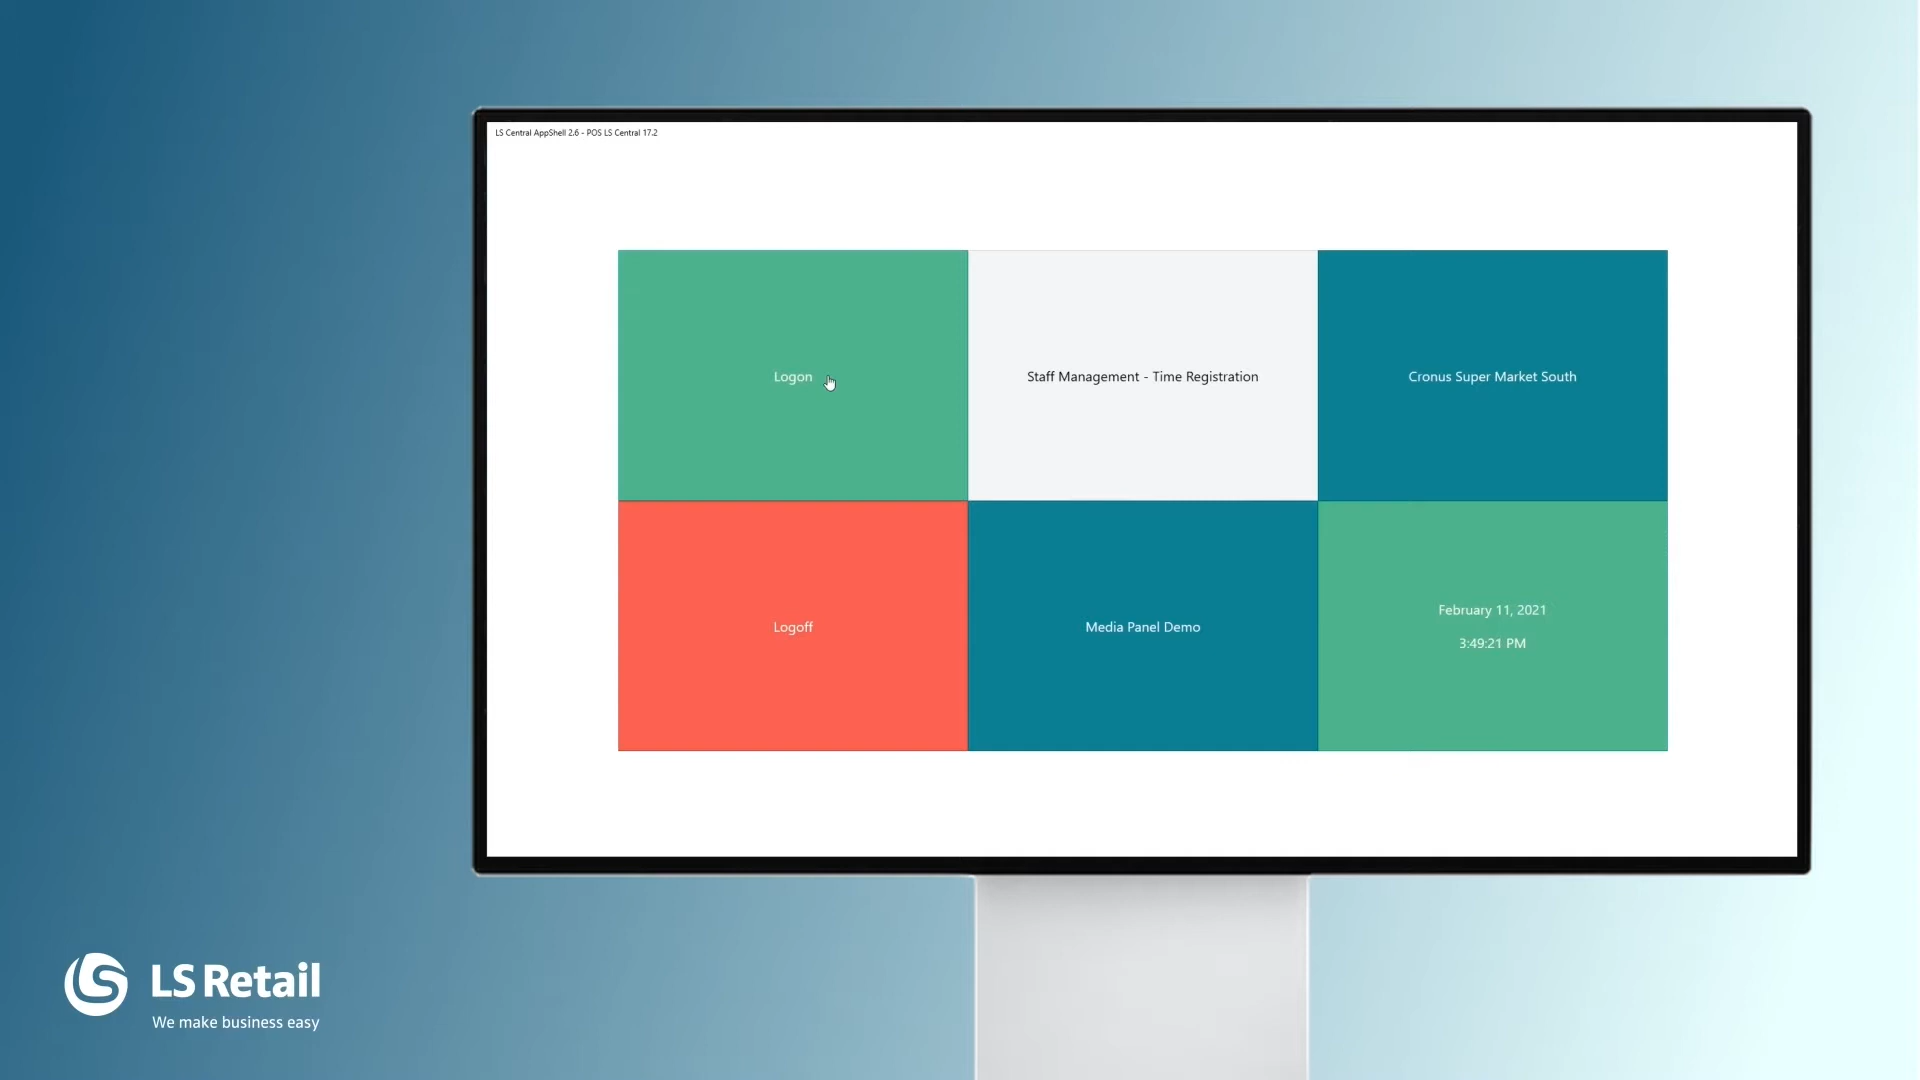 LS Central AppShell 2.6 - POS LS Central 17.2
Logon
Staff Management - Time Registration
Cronus Super Market South
Logoff
Media Panel Demo
February 11, 2021
3:49:21 PM
LS Retail
We make business easy